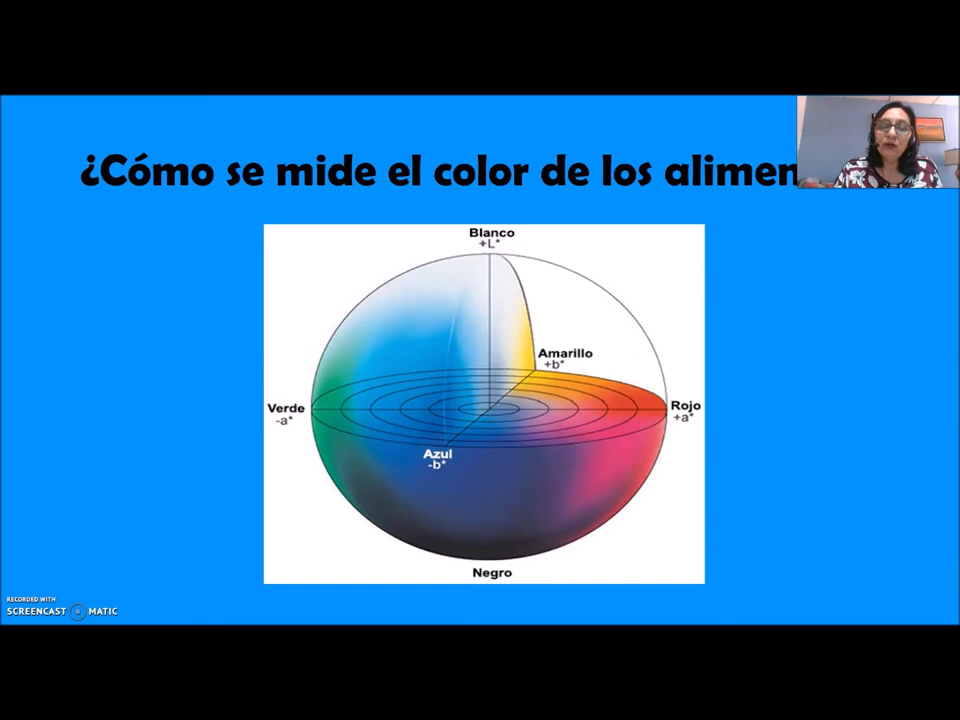 ¿Cómo se mide el color de los alimen
Blanco
+L*
Amarillo
+b*
Verde
-a*
Rojo
+a*
Azul
-b*
Negro
RECORDED WITH
SCREENCAST MATIC